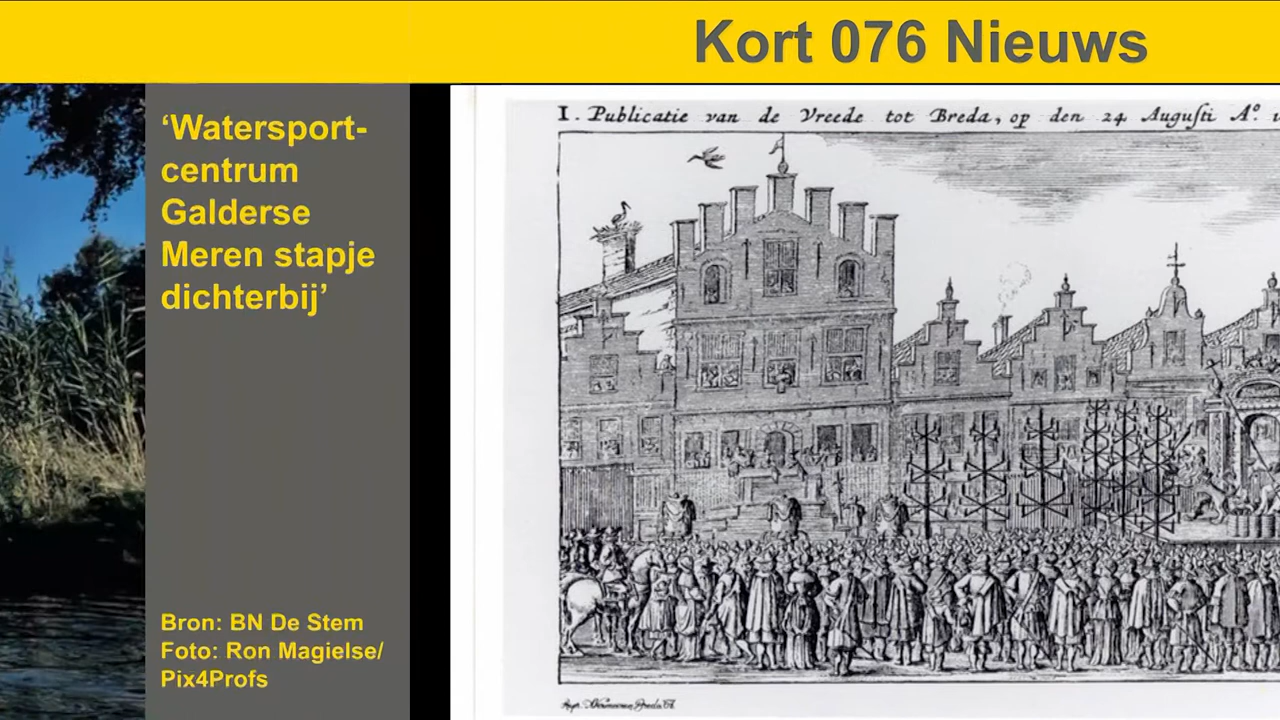 Kort 076 Nieuws
‘Watersport-
centrum
Galderse
Meren stapje
dichterbij’
Bron: BN De Stem
Foto: Ron Magielse/
Pix4Profs
I. Publicatie van de Vreede tot Breda, op den 24 Augusti Aº.